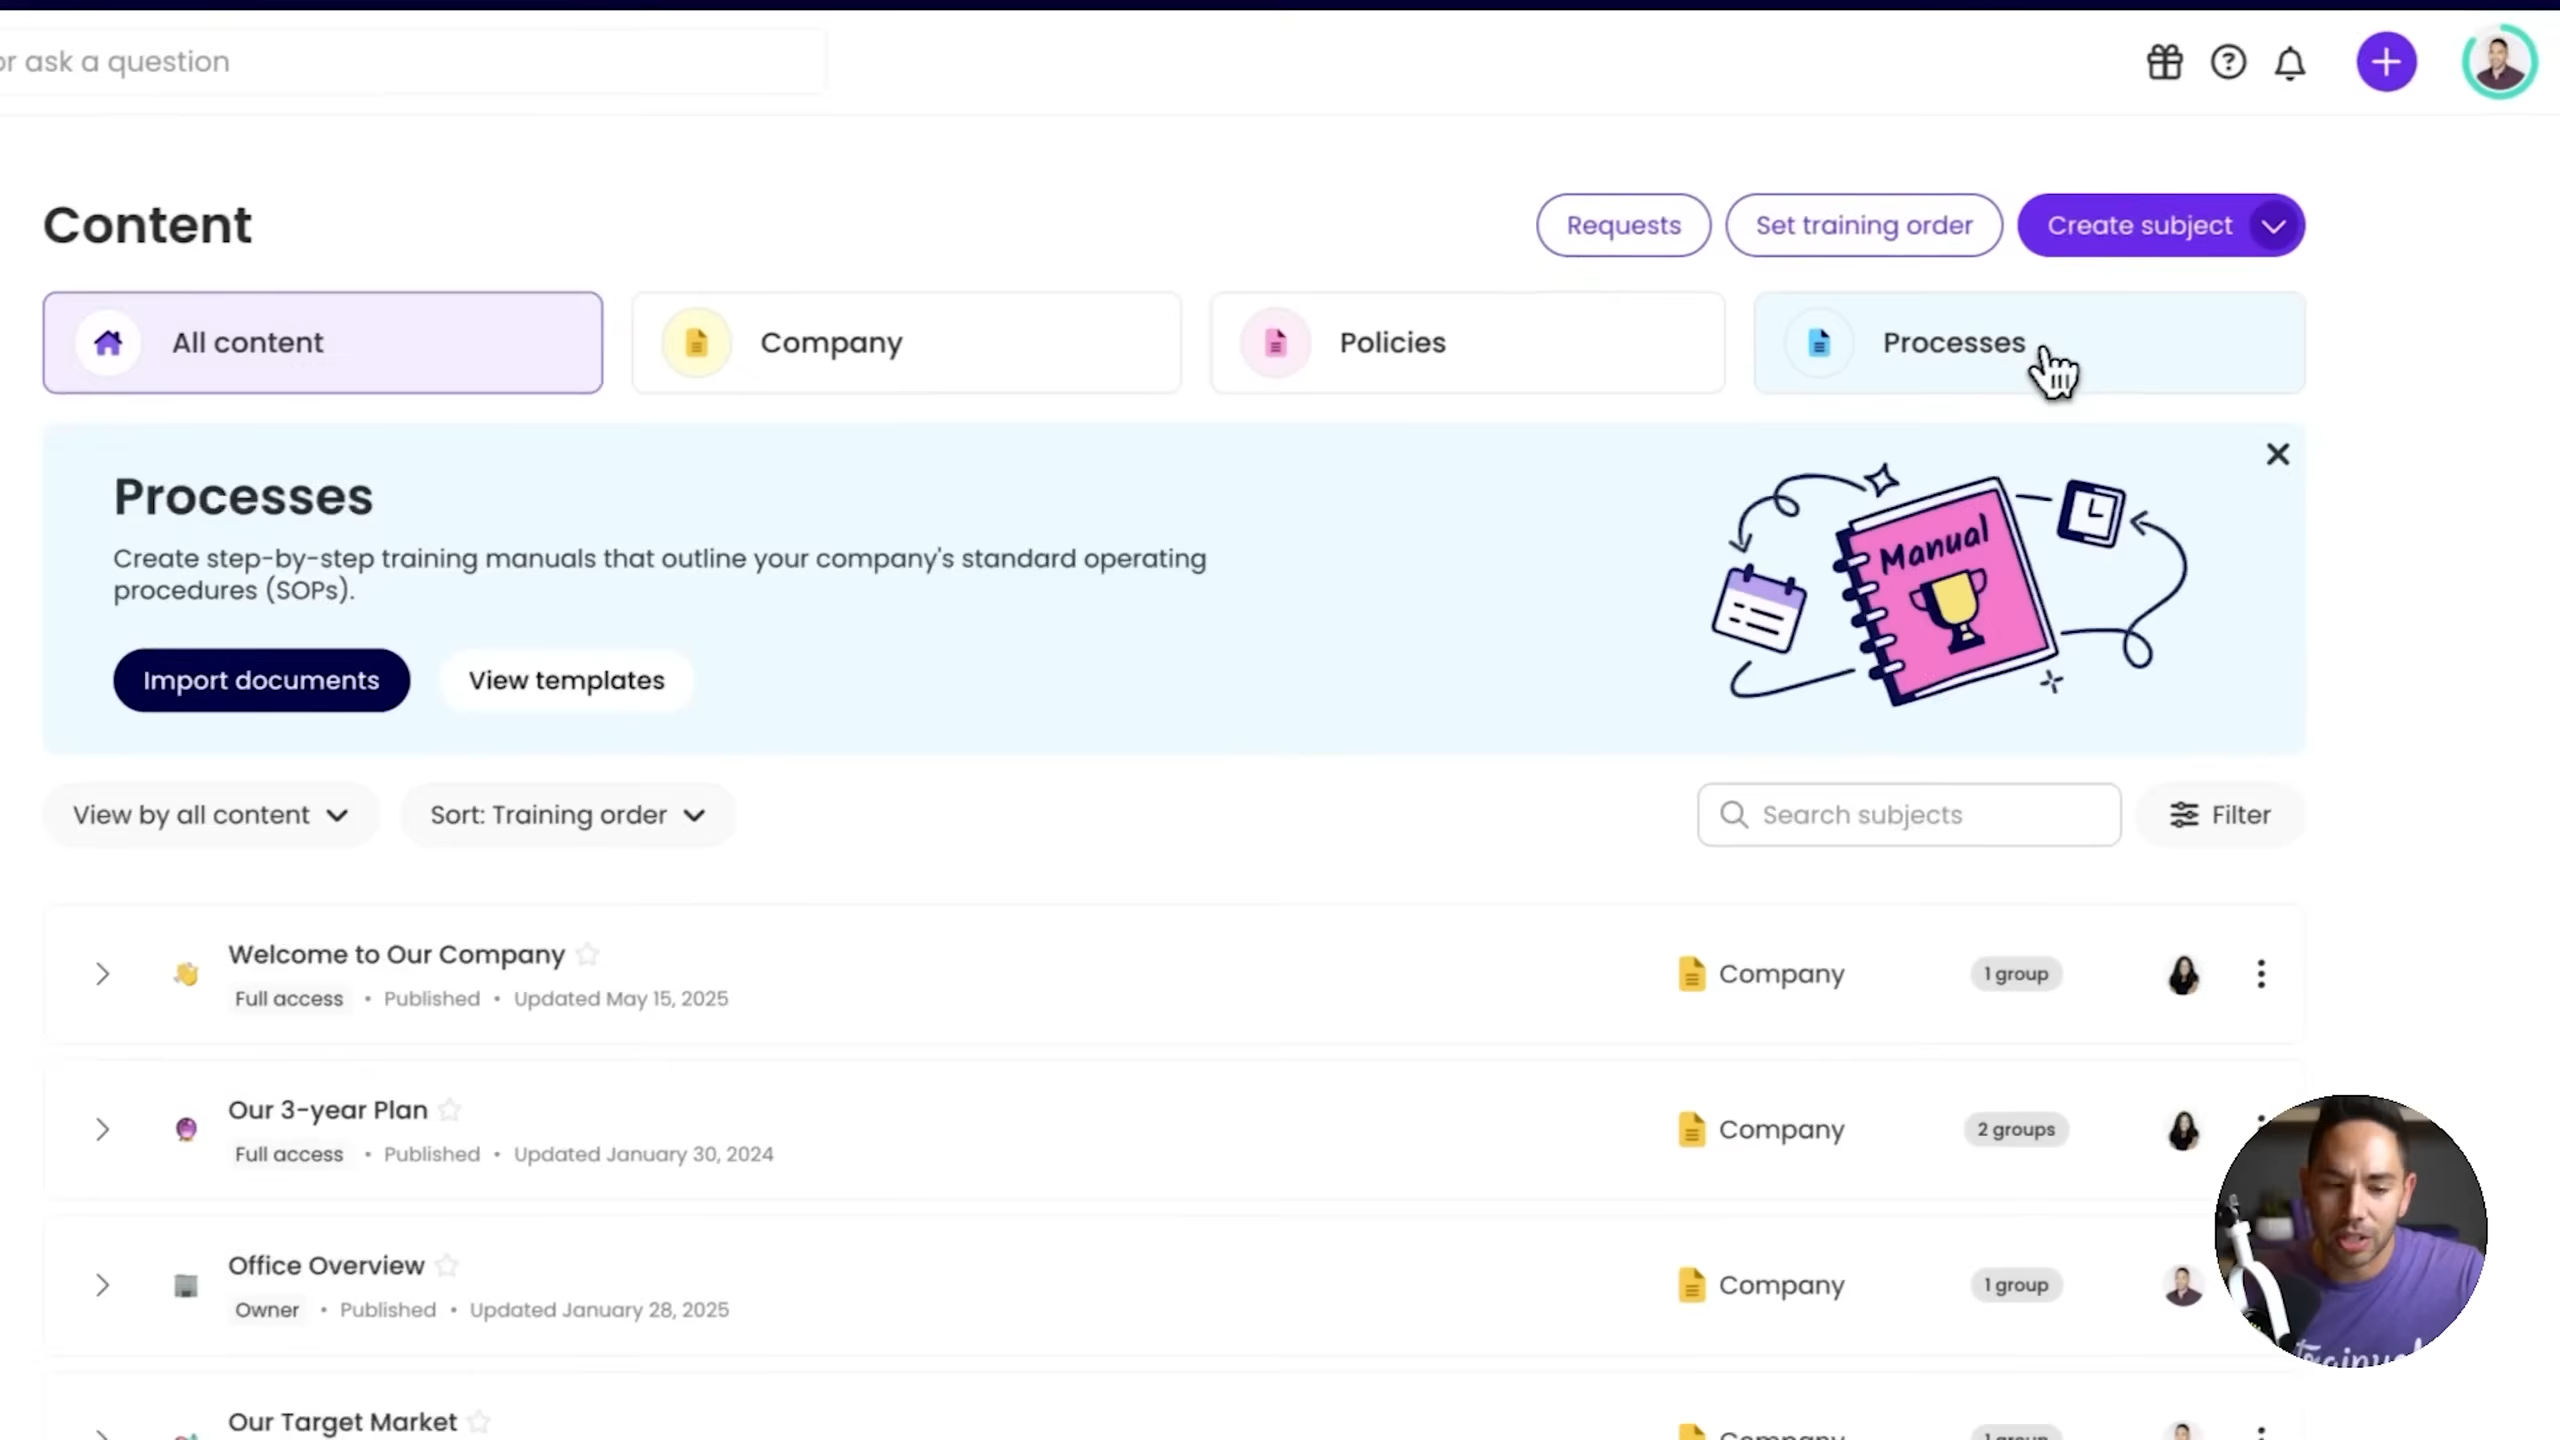 or ask a question
Content
Requests
Set training order
Create subject
All content
Company
Policies
Processes
Processes
Create step-by-step training manuals that outline your company's standard operating
procedures (SOPs).
Manual
Import documents
View templates
View by all content
Sort: Training order
Search subjects
Filter
Welcome to Our Company
Company
1 group
Full access • Published • Updated May 15, 2025
Our 3-year Plan
Company
2 groups
Full access • Published • Updated January 30, 2024
Office Overview
Company
1 group
Owner • Published • Updated January 28, 2025
Our Target Market